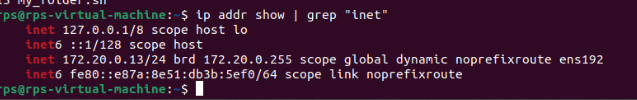 My_folder.sh
rps@rps-virtual-machine:~$ ip addr show | grep "inet"
inet 127.0.0.1/8 scope host lo
inet6 ::1/128 scope host
inet 172.20.0.13/24 brd 172.20.0.255 scope global dynamic noprefixroute ens192
inet6 fe80::e87a:8e51:db3b:5ef0/64 scope link noprefixroute
rps@rps-virtual-machine:~$